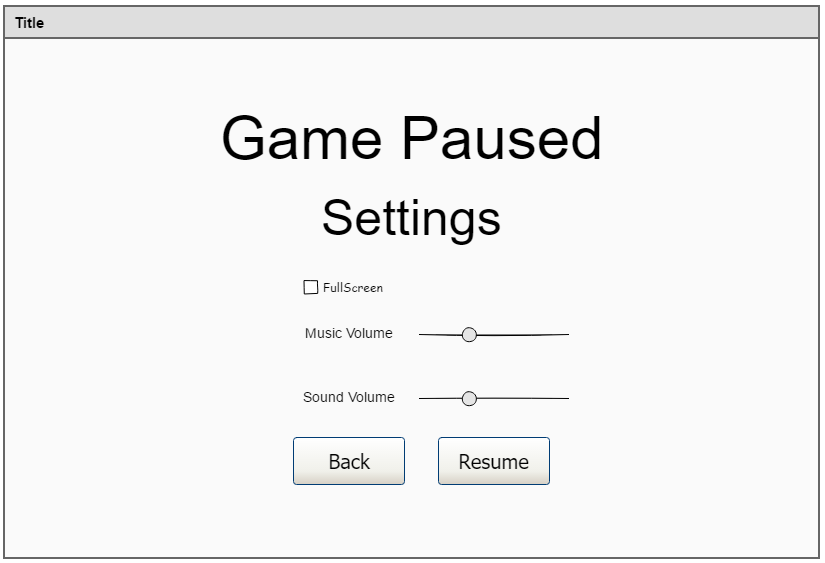 Title
Game Paused
Settings
FullScreen
Music Volume
Sound Volume
Back
Resume